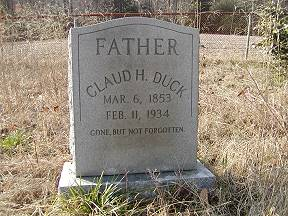 FATHER
CLAUD H. DUCK
MAR. 6, 1853
FEB. 11, 1934
GONE, BUT NOT FORGOTTEN.